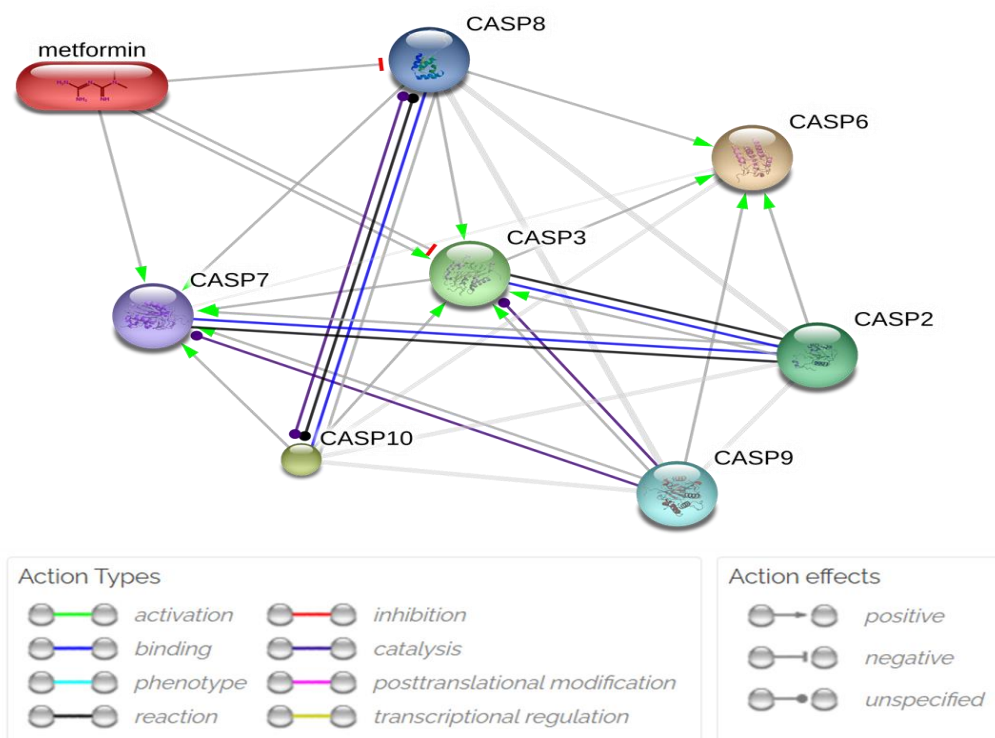 CASP8
metformin
CASP6
CASP3
CASP7
CASP2
CASP10
CASP9
Action Types
activation
inhibition
binding
catalysis
phenotype
posttranslational modification
reaction
transcriptional regulation
Action effects
positive
negative
unspecified